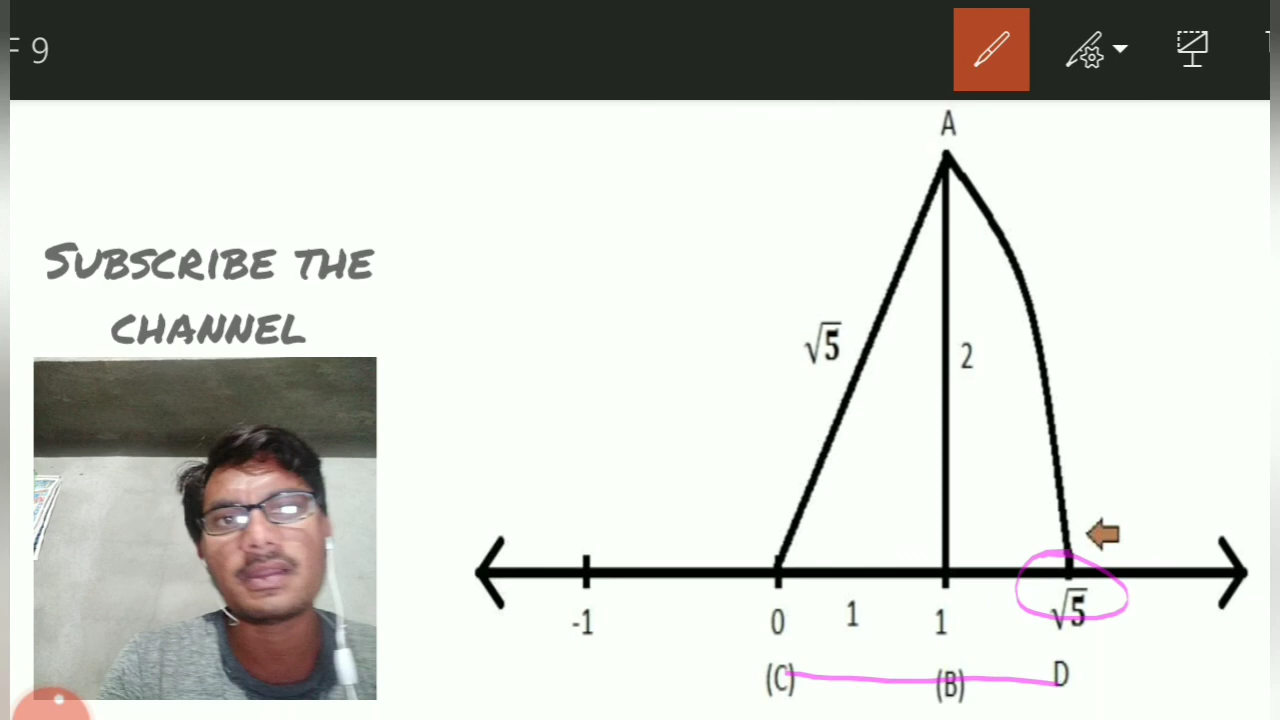 F 9
A
SUBSCRIBE THE
CHANNEL
√5
2
-1
0
1
1
√5
(C)
(B)
D